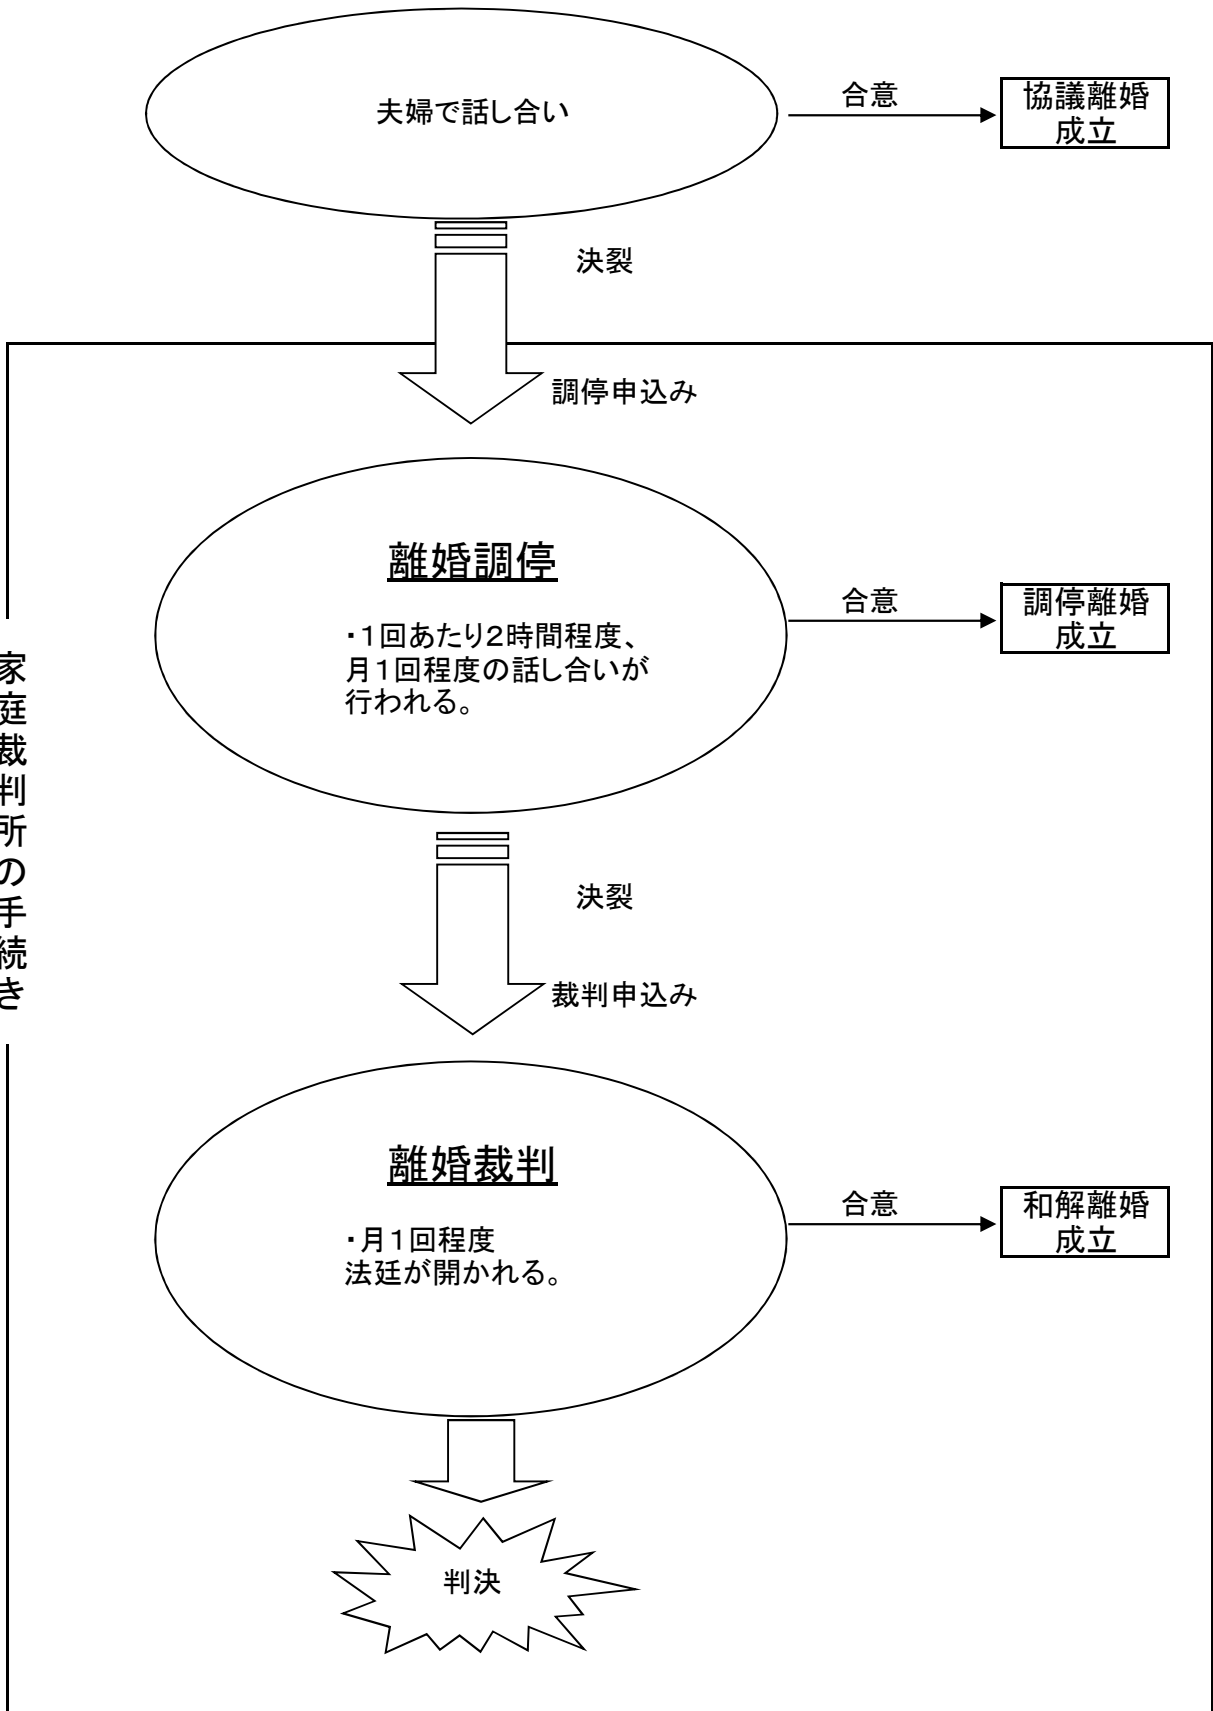 夫婦で話し合い
合意
協議離婚
成立
決裂
調停申込み
離婚調停
・1回あたり2時間程度、
月1回程度の話し合いが
行われる。
合意
調停離婚
成立
家庭裁判所の手続き
決裂
裁判申込み
離婚裁判
・月1回程度
法廷が開かれる。
合意
和解離婚
成立
判決